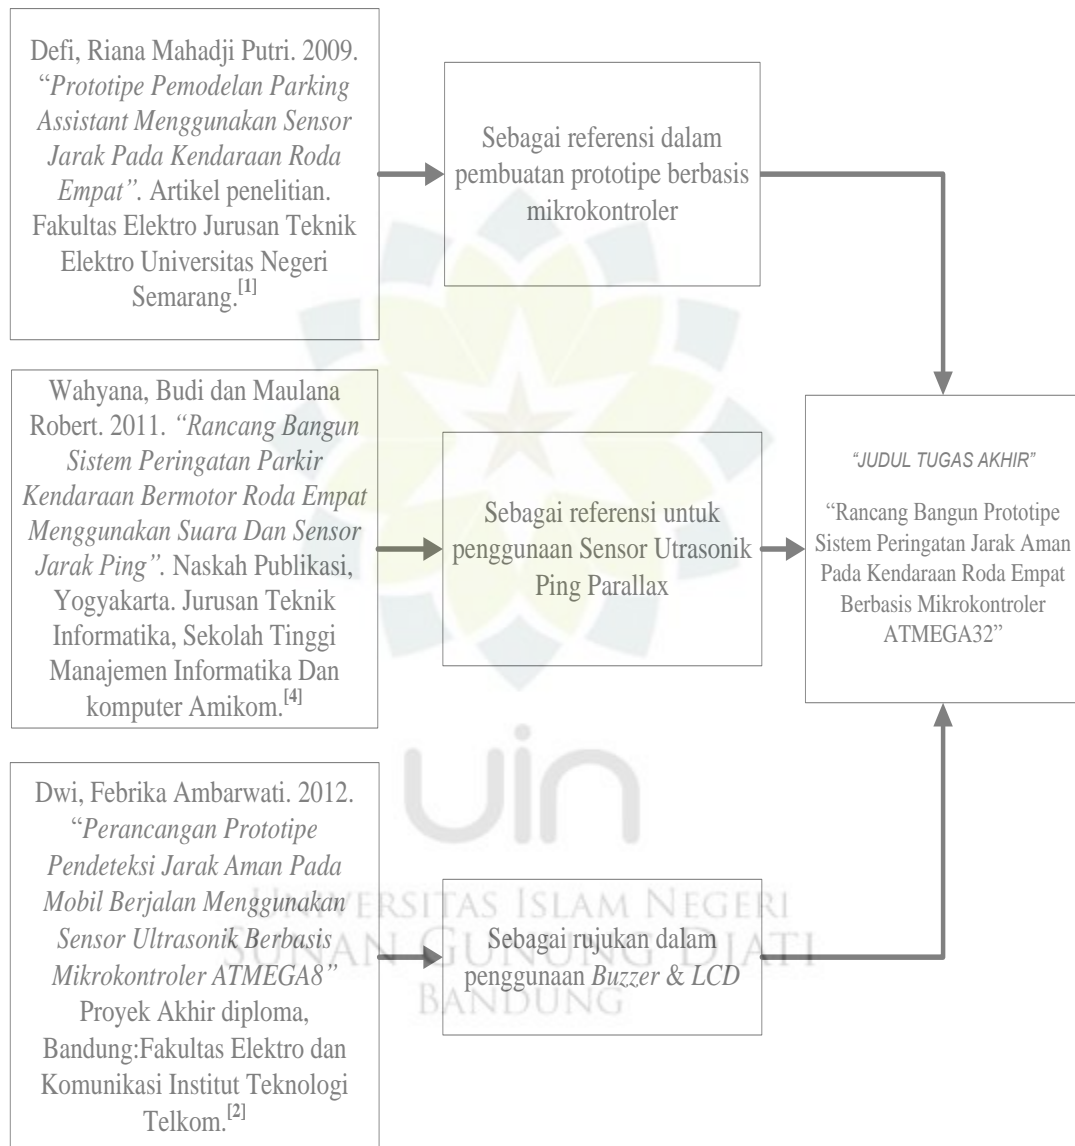 Defi, Riana Mahadji Putri. 2009.
“Prototipe Pemodelan Parking
Assistant Menggunakan Sensor
Jarak Pada Kendaraan Roda
Empat”. Artikel penelitian.
Fakultas Elektro Jurusan Teknik
Elektro Universitas Negeri
Semarang.[1]
Sebagai referensi dalam
pembuatan prototipe berbasis
mikrokontroler
Wahyana, Budi dan Maulana
Robert. 2011. “Rancang Bangun
Sistem Peringatan Parkir
Kendaraan Bermotor Roda Empat
Menggunakan Suara Dan Sensor
Jarak Ping”. Naskah Publikasi,
Yogyakarta. Jurusan Teknik
Informatika, Sekolah Tinggi
Manajemen Informatika Dan
komputer Amikom.[4]
Sebagai referensi untuk
penggunaan Sensor Utrasonik
Ping Parallax
“JUDUL TUGAS AKHIR”
“Rancang Bangun Prototipe
Sistem Peringatan Jarak Aman
Pada Kendaraan Roda Empat
Berbasis Mikrokontroler
ATMEGA32”
Dwi, Febrika Ambarwati. 2012.
“Perancangan Prototipe
Pendeteksi Jarak Aman Pada
Mobil Berjalan Menggunakan
Sensor Ultrasonik Berbasis
Mikrokontroler ATMEGA8”
Proyek Akhir diploma,
Bandung:Fakultas Elektro dan
Komunikasi Institut Teknologi
Telkom.[2]
Sebagai rujukan dalam
penggunaan Buzzer & LCD
uin
UNIVERSITAS ISLAM NEGERI
SUNAN GUNUNG DJATI
BANDUNG